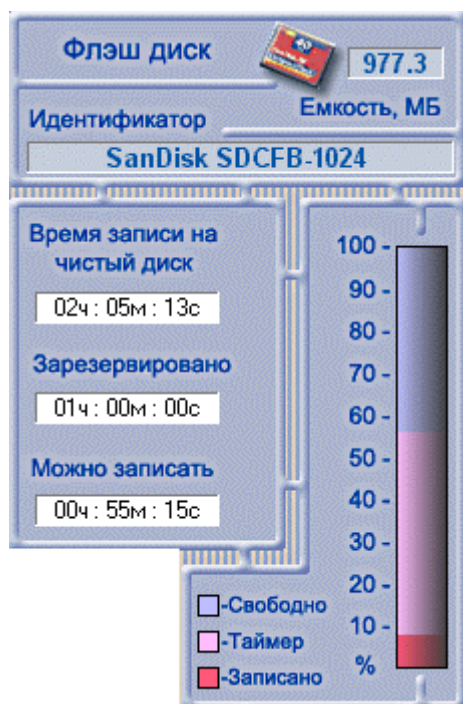 Флэш диск
977.3
Емкость, МБ
Идентификатор
SanDisk SDCFB-1024
Время записи на
чистый диск
02ч : 05м : 13с
Зарезервировано
01ч : 00м : 00с
Можно записать
00ч : 55м : 15с
100 -
90 -
80 -
70 -
60 -
50 -
40 -
30 -
20 -
10 -
%
-Свободно
-Таймер
-Записано